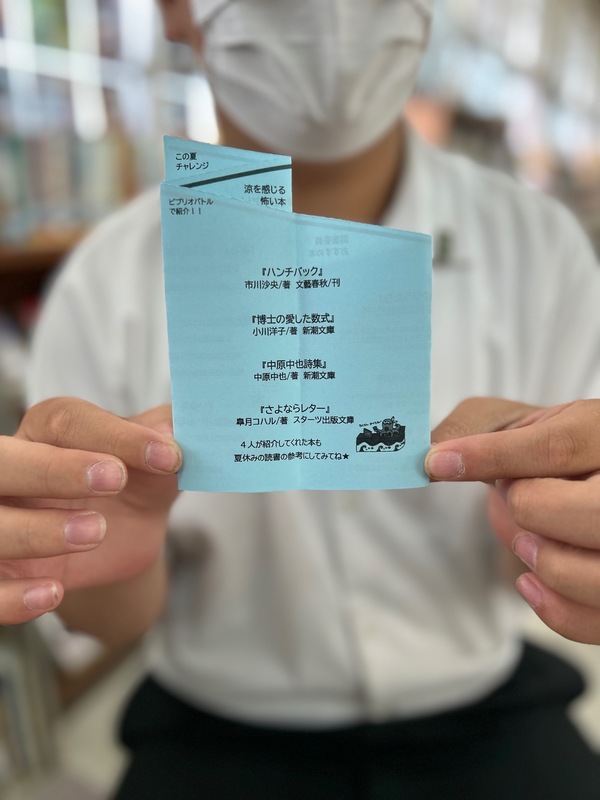 この夏
チャレンジ
涼を感じる
怖い本
ビブリオバトル
で紹介!!
『ハンチバック』
市川沙央/著 文藝春秋/刊
『博士の愛した数式』
小川洋子/著 新潮文庫
『中原中也詩集』
中原中也/著 新潮文庫
『さよならレター』
皐月コハル/著 スターツ出版文庫
4人が紹介してくれた本も
夏休みの読書の参考にしてみてね★